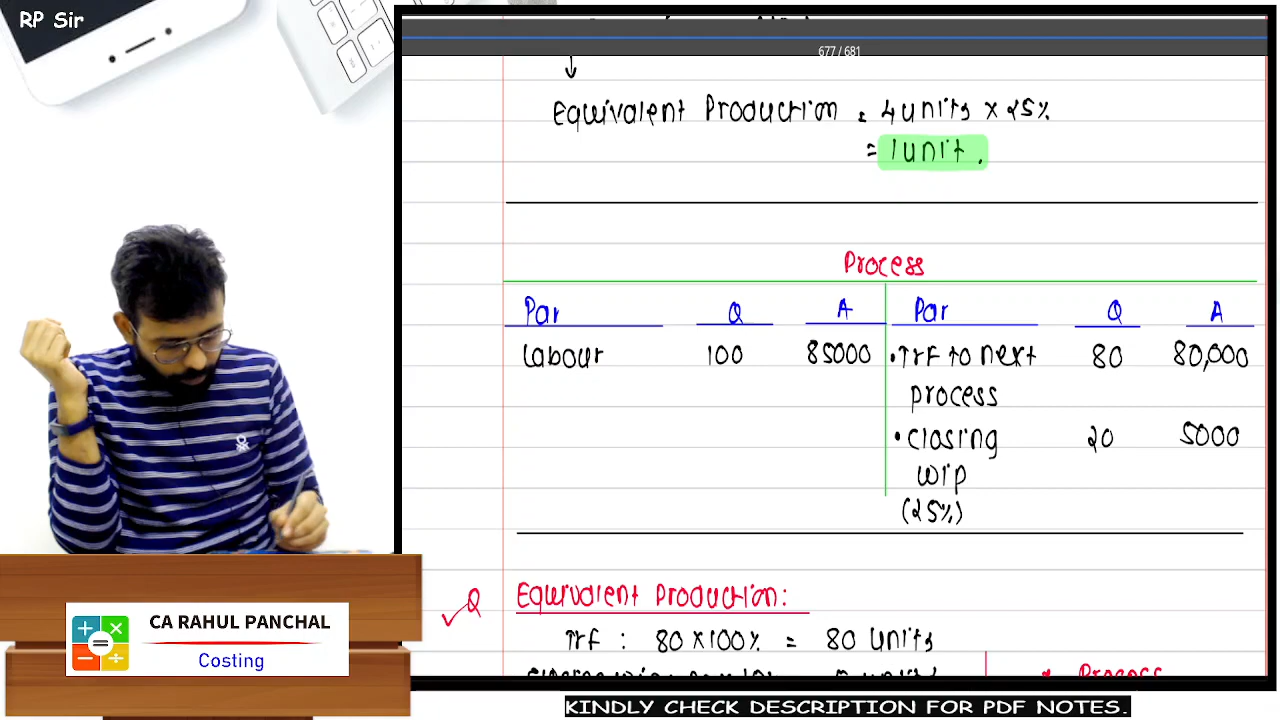 RP Sir
677 / 681
Equivalent Production = 4 units × 25%
= 1 unit.
Process
Par Q A Par Q A
Labour 100 85000 • Trf to next 80 80,000
process
• Closing 20 5000
WIP
(25%)
✓Q Equivalent Production:
Trf : 80 × 100% = 80 Units
* Process
CA RAHUL PANCHAL
Costing
KINDLY CHECK DESCRIPTION FOR PDF NOTES.